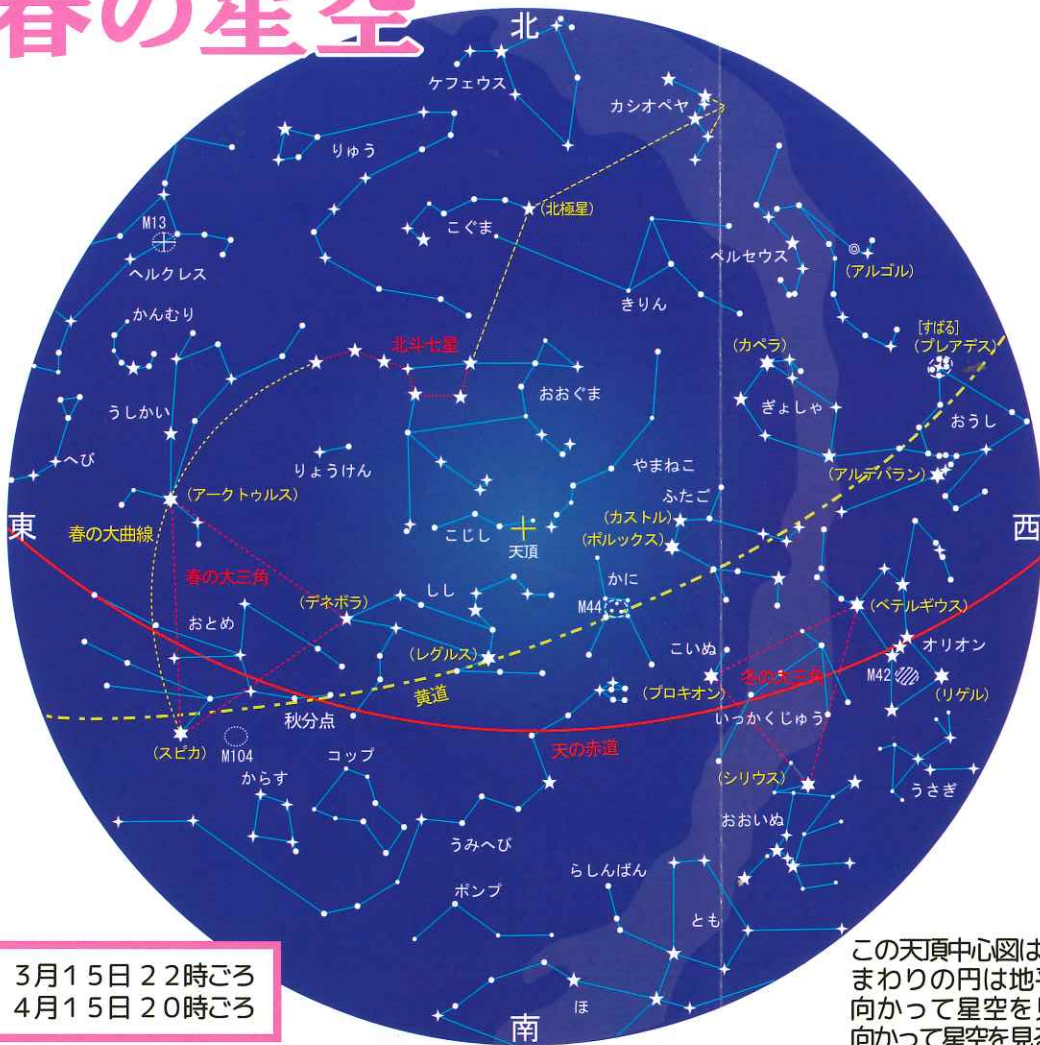 春の星空
北
ケフェウス
カシオペヤ
りゅう
(北極星)
こぐま
M13
ヘルクレス
ペルセウス
(アルゴル)
きりん
かんむり
[すばる]
(プレアデス)
北斗七星
(カペラ)
おおぐま
ぎょしゃ
うしかい
おうし
へび
りょうけん
やまねこ
(アルデバラン)
(アークトゥルス)
ふたご
(カストル)
東
春の大曲線
こじし
天頂
(ポルックス)
西
春の大三角
しし
かに
(デネボラ)
M44
(ベテルギウス)
おとめ
(レグルス)
こいぬ
オリオン
冬の大三角
M42
黄道
(プロキオン)
(リゲル)
秋分点
いっかくじゅう
(スピカ)
M104
コップ
天の赤道
からす
(シリウス)
うさぎ
おおいぬ
うみへび
らしんばん
ポンプ
とも
ほ
南
3月15日22時ごろ
4月15日20時ごろ
この天頂中心図は
まわりの円は地平
向かって星空を見
向かって星空を見る